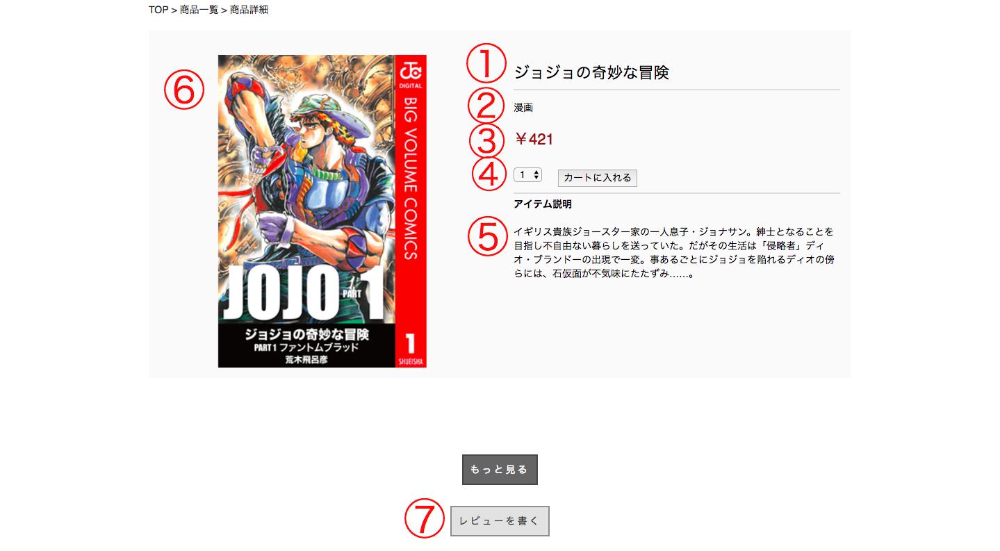 TOP > 商品一覧 > 商品詳細
⑥
JOJO
DIGITAL
BIG VOLUME COMICS
JOJO PART 1
ジョジョの奇妙な冒険
PART1 ファントムブラッド
荒木飛呂彦
1
SHUEISHA
① ジョジョの奇妙な冒険
② 漫画
③ ￥421
④ 1 カートに入れる
アイテム説明
⑤ イギリス貴族ジョースター家の一人息子・ジョナサン。紳士となることを
目指し不自由ない暮らしを送っていた。だがその生活は「侵略者」ディ
オ・ブランドーの出現で一変。事あるごとにジョジョを陥れるディオの傍
らには、石仮面が不気味にたたずみ……。
もっと見る
⑦ レビューを書く